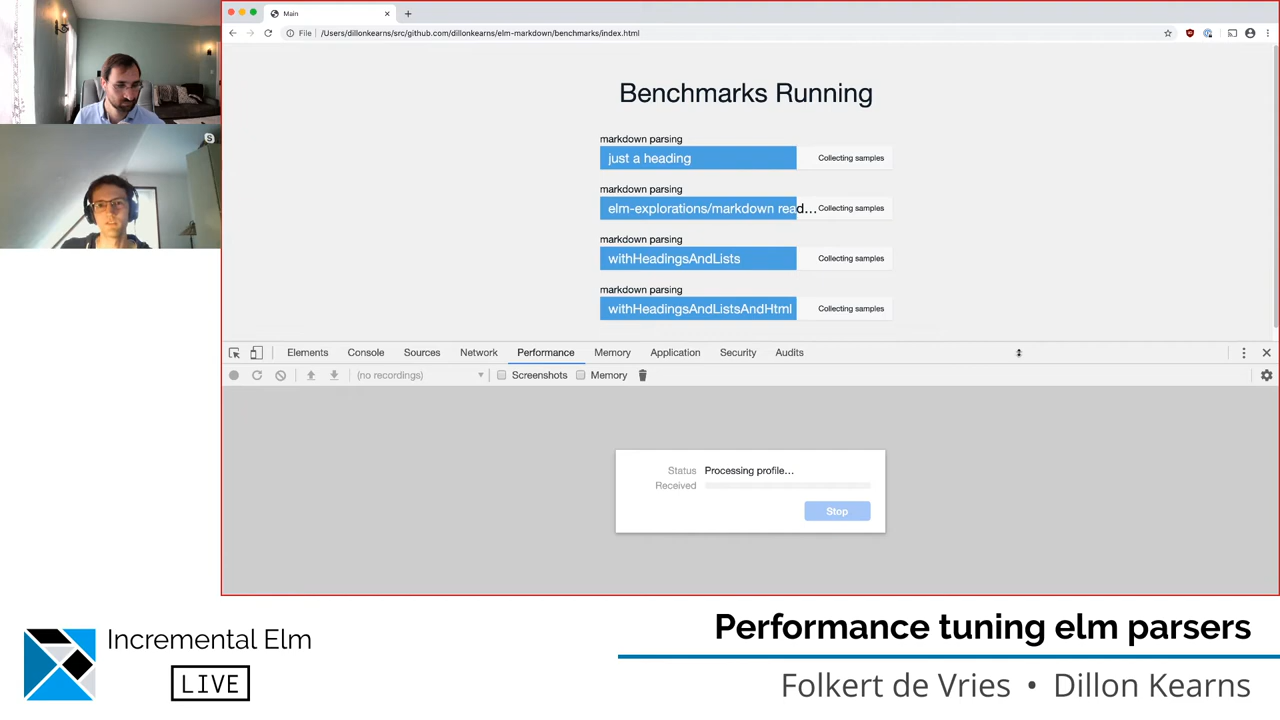 Main
File
/Users/dillonkearns/src/github.com/dillonkearns/elm-markdown/benchmarks/index.html
Benchmarks Running
markdown parsing
just a heading
Collecting samples
markdown parsing
elm-explorations/markdown read…
Collecting samples
markdown parsing
withHeadingsAndLists
Collecting samples
markdown parsing
withHeadingsAndListsAndHtml
Collecting samples
Elements Console Sources Network Performance Memory Application Security Audits
(no recordings) Screenshots Memory
Status Processing profile…
Received
Stop
Incremental Elm
LIVE
Performance tuning elm parsers
Folkert de Vries • Dillon Kearns